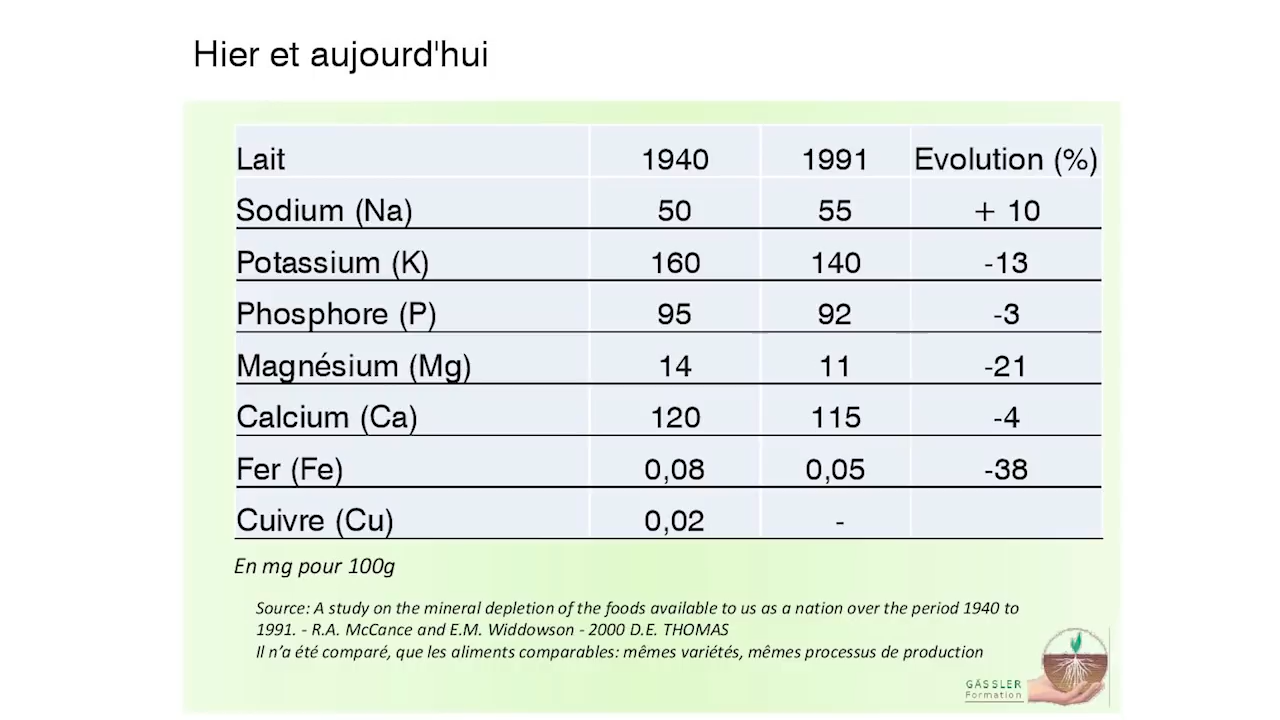 Hier et aujourd'hui
Lait 1940 1991 Evolution (%)
Sodium (Na) 50 55 + 10
Potassium (K) 160 140 -13
Phosphore (P) 95 92 -3
Magnésium (Mg) 14 11 -21
Calcium (Ca) 120 115 -4
Fer (Fe) 0,08 0,05 -38
Cuivre (Cu) 0,02 -
En mg pour 100g
Source: A study on the mineral depletion of the foods available to us as a nation over the period 1940 to
1991. - R.A. McCance and E.M. Widdowson - 2000 D.E. THOMAS
Il n’a été comparé, que les aliments comparables: mêmes variétés, mêmes processus de production
GÄSSLER
Formation